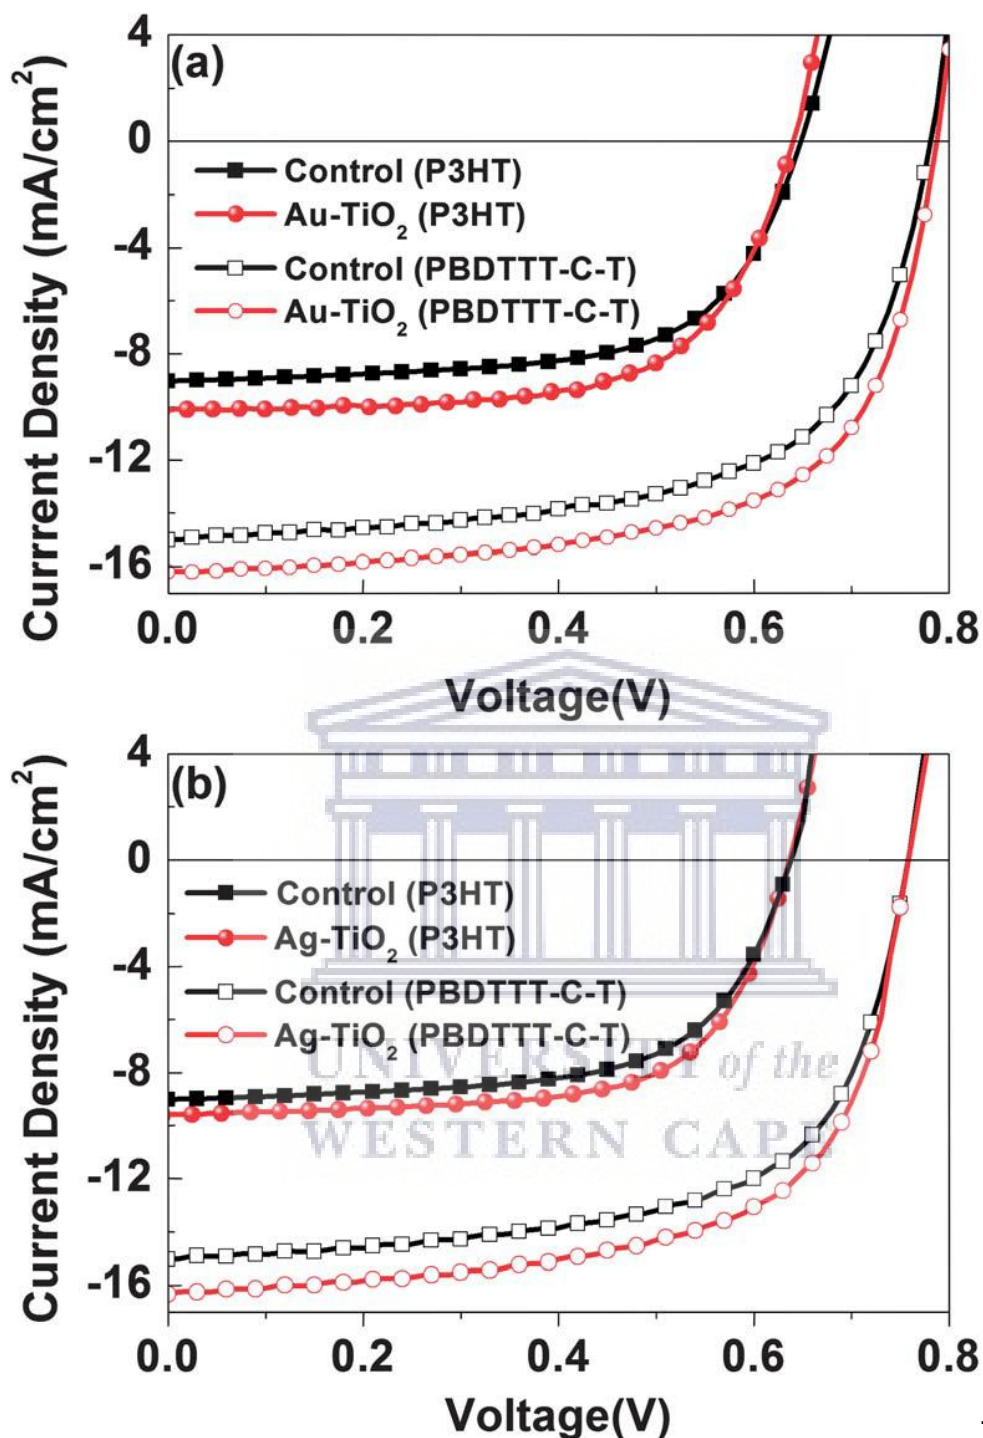 (a)
4
0
-4
-8
-12
-16
Currrent Density (mA/cm²)
Control (P3HT)
Au-TiO₂ (P3HT)
Control (PBDTTT-C-T)
Au-TiO₂ (PBDTTT-C-T)
0.0 0.2 0.4 0.6 0.8
Voltage(V)
(b)
4
0
-4
-8
-12
-16
Current Density (mA/cm²)
Control (P3HT)
Ag-TiO₂ (P3HT)
Control (PBDTTT-C-T)
Ag-TiO₂ (PBDTTT-C-T)
UNIVERSITY of the
WESTERN CAPE
0.0 0.2 0.4 0.6 0.8
Voltage(V)